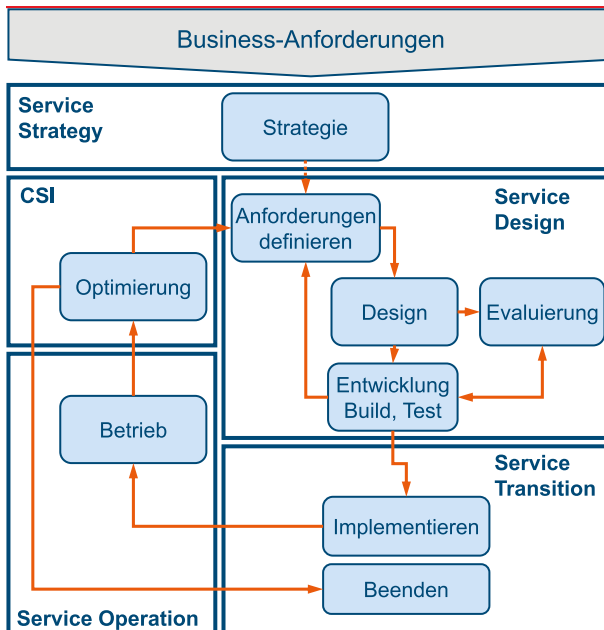 Business-Anforderungen
Service
Strategy
Strategie
CSI
Service
Design
Anforderungen
definieren
Optimierung
Design
Evaluierung
Entwicklung
Build, Test
Betrieb
Service
Transition
Implementieren
Beenden
Service Operation